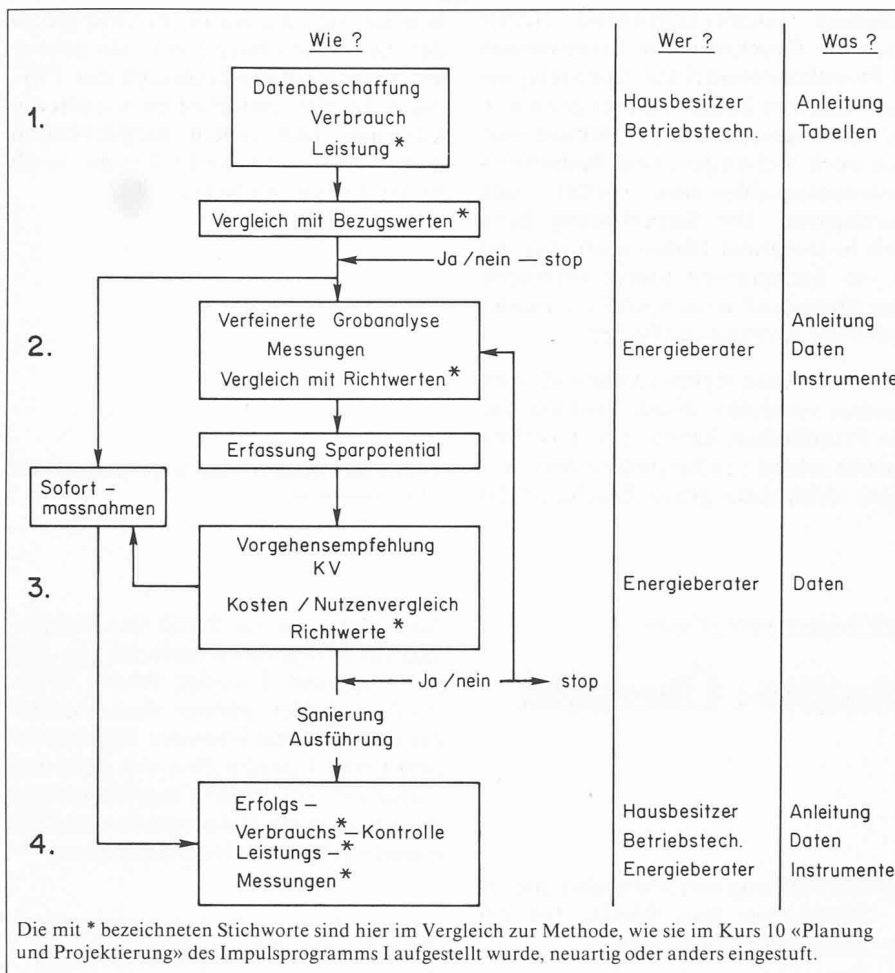 Wie ?
Wer ?
Was ?
1.
Datenbeschaffung
Verbrauch
Leistung*
Hausbesitzer
Anleitung
Betriebstechn.
Tabellen
Vergleich mit Bezugswerten*
Ja / nein — stop
2.
Verfeinerte Grobanalyse
Messungen
Vergleich mit Richtwerten*
Energieberater
Anleitung
Daten
Instrumente
Erfassung Sparpotential
Sofort –
massnahmen
3.
Vorgehensempfehlung
KV
Kosten / Nutzenvergleich
Richtwerte*
Energieberater
Daten
Ja / nein
stop
Sanierung
Ausführung
4.
Erfolgs –
Verbrauchs*–Kontrolle
Leistungs –*
Messungen*
Hausbesitzer
Anleitung
Betriebstech.
Daten
Energieberater
Instrumente
Die mit * bezeichneten Stichworte sind hier im Vergleich zur Methode, wie sie im Kurs 10 «Planung
und Projektierung» des Impulsprogramms I aufgestellt wurde, neuartig oder anders eingestuft.